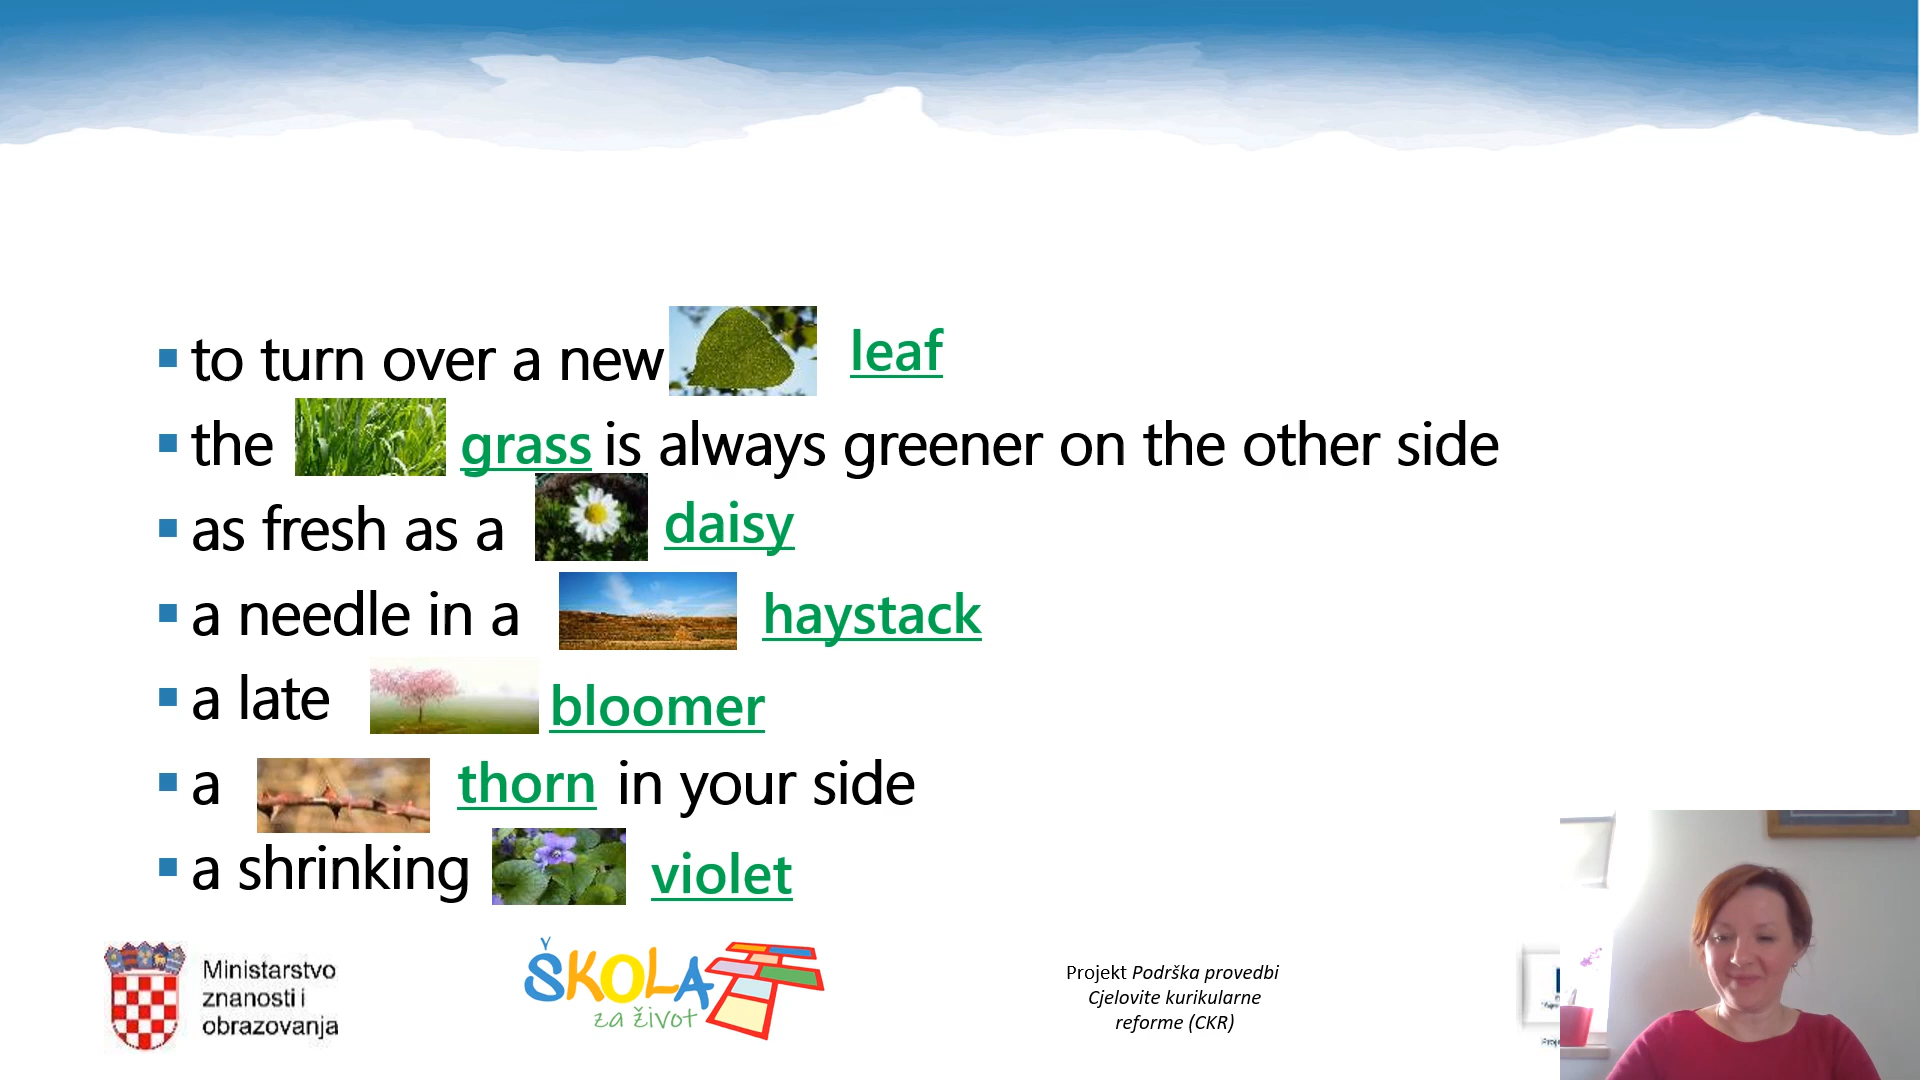 to turn over a new leaf
the grass is always greener on the other side
as fresh as a daisy
a needle in a haystack
a late bloomer
a thorn in your side
a shrinking violet
Ministarstvo
znanosti i
obrazovanja
ŠKOLA
za život
Projekt Podrška provedbi
Cjelovite kurikularne
reforme (CKR)